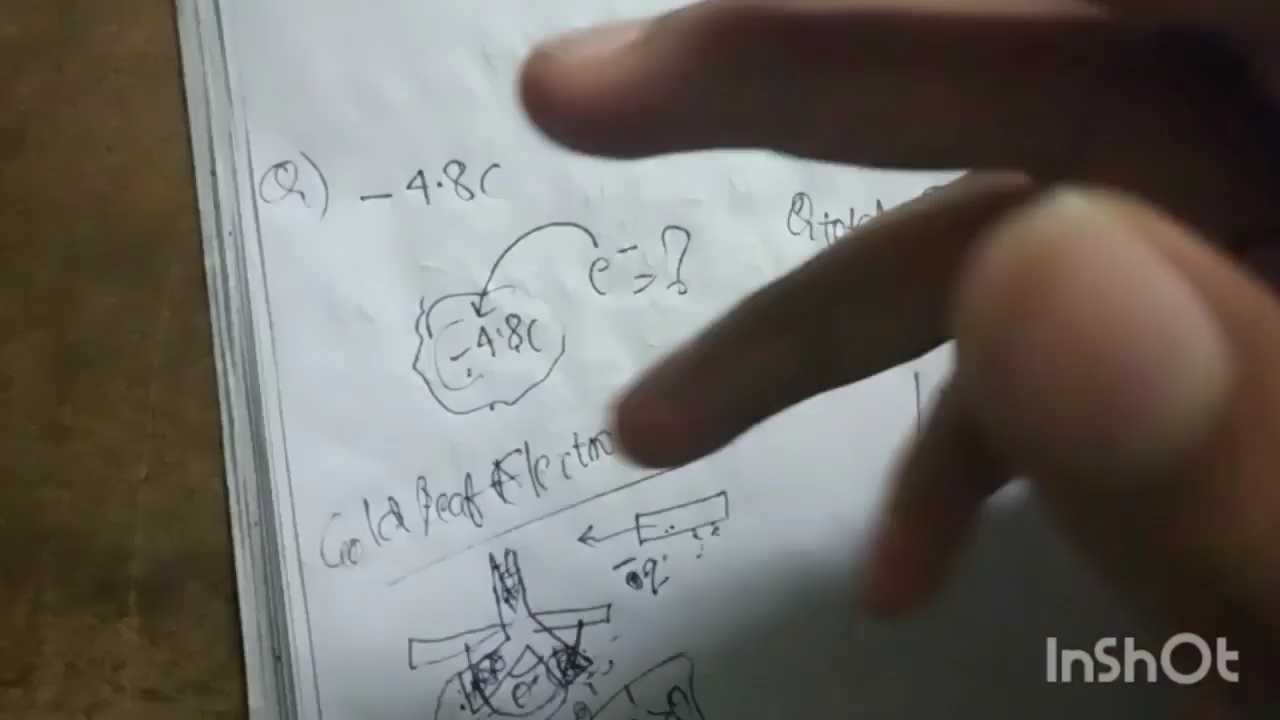 Q) -4.8C
e⁻ = ?
-4.8C
Gold leaf Electro
-q
e⁻
InShOt